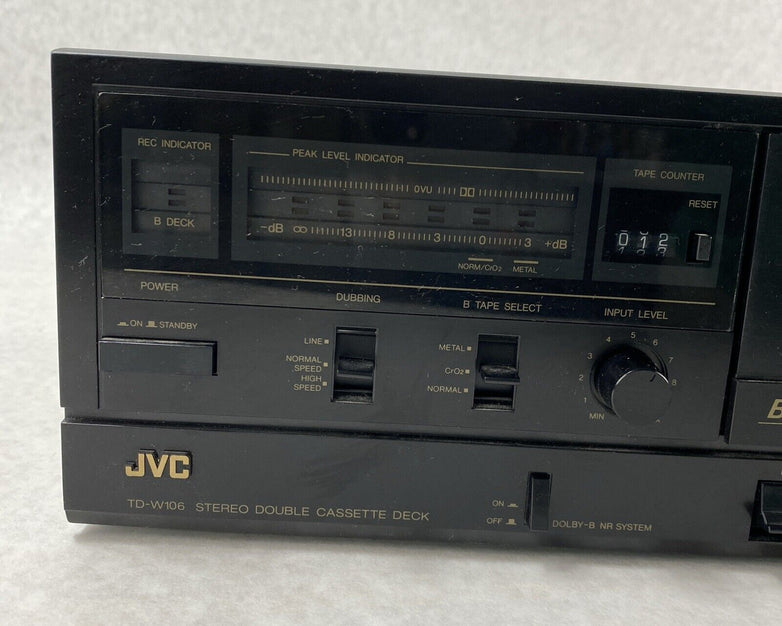 REC INDICATOR
B DECK
PEAK LEVEL INDICATOR
0VU
-dB ∞ 13 8 3 0 3 +dB
NORM/CrO2 METAL
TAPE COUNTER
RESET
012
POWER
ON STANDBY
DUBBING
LINE
NORMAL
SPEED
HIGH
SPEED
B TAPE SELECT
METAL
CrO2
NORMAL
INPUT LEVEL
MIN 1 2 3 4 5 6 7 8
B
JVC
TD-W106 STEREO DOUBLE CASSETTE DECK
ON
OFF
DOLBY-B NR SYSTEM